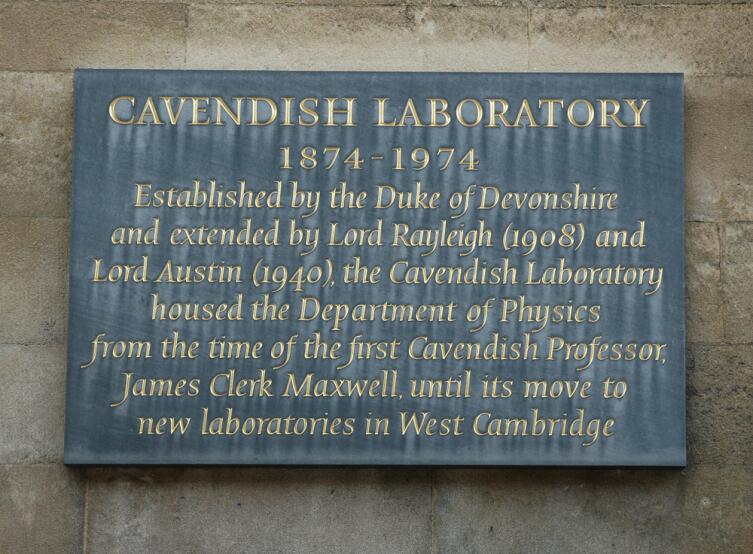 CAVENDISH LABORATORY
1874-1974
Established by the Duke of Devonshire
and extended by Lord Rayleigh (1908) and
Lord Austin (1940), the Cavendish Laboratory
housed the Department of Physics
from the time of the first Cavendish Professor,
James Clerk Maxwell, until its move to
new laboratories in West Cambridge